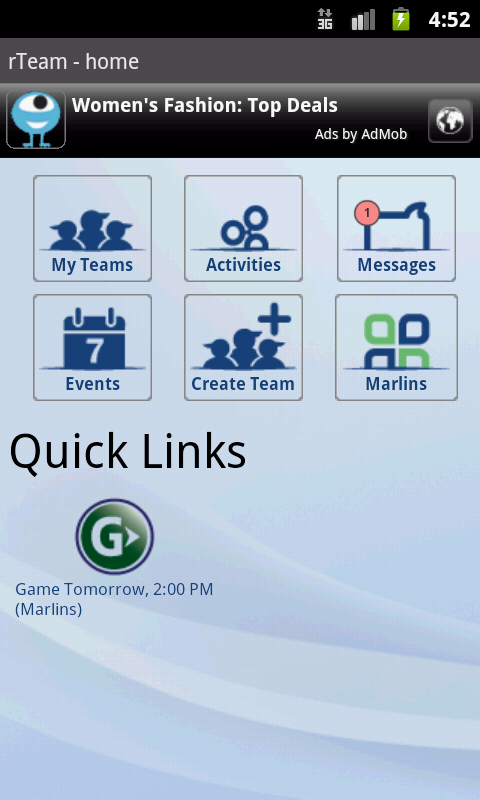 3G 4:52
rTeam - home
Women's Fashion: Top Deals
Ads by AdMob
My Teams Activities 1 Messages
7 Events Create Team Marlins
Quick Links
G
Game Tomorrow, 2:00 PM
(Marlins)